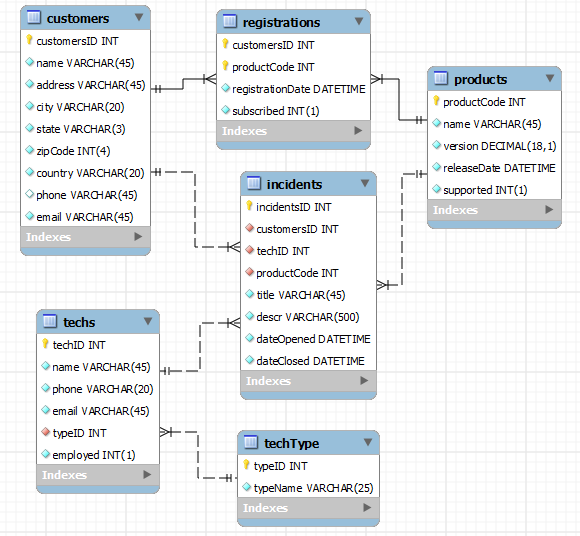 customers
customersID INT
name VARCHAR(45)
address VARCHAR(45)
city VARCHAR(20)
state VARCHAR(3)
zipCode INT(4)
country VARCHAR(20)
phone VARCHAR(45)
email VARCHAR(45)
Indexes
registrations
customersID INT
productCode INT
registrationDate DATETIME
subscribed INT(1)
Indexes
products
productCode INT
name VARCHAR(45)
version DECIMAL(18,1)
releaseDate DATETIME
supported INT(1)
Indexes
incidents
incidentsID INT
customersID INT
techID INT
productCode INT
title VARCHAR(45)
descr VARCHAR(500)
dateOpened DATETIME
dateClosed DATETIME
Indexes
techs
techID INT
name VARCHAR(45)
phone VARCHAR(20)
email VARCHAR(45)
typeID INT
employed INT(1)
Indexes
techType
typeID INT
typeName VARCHAR(25)
Indexes